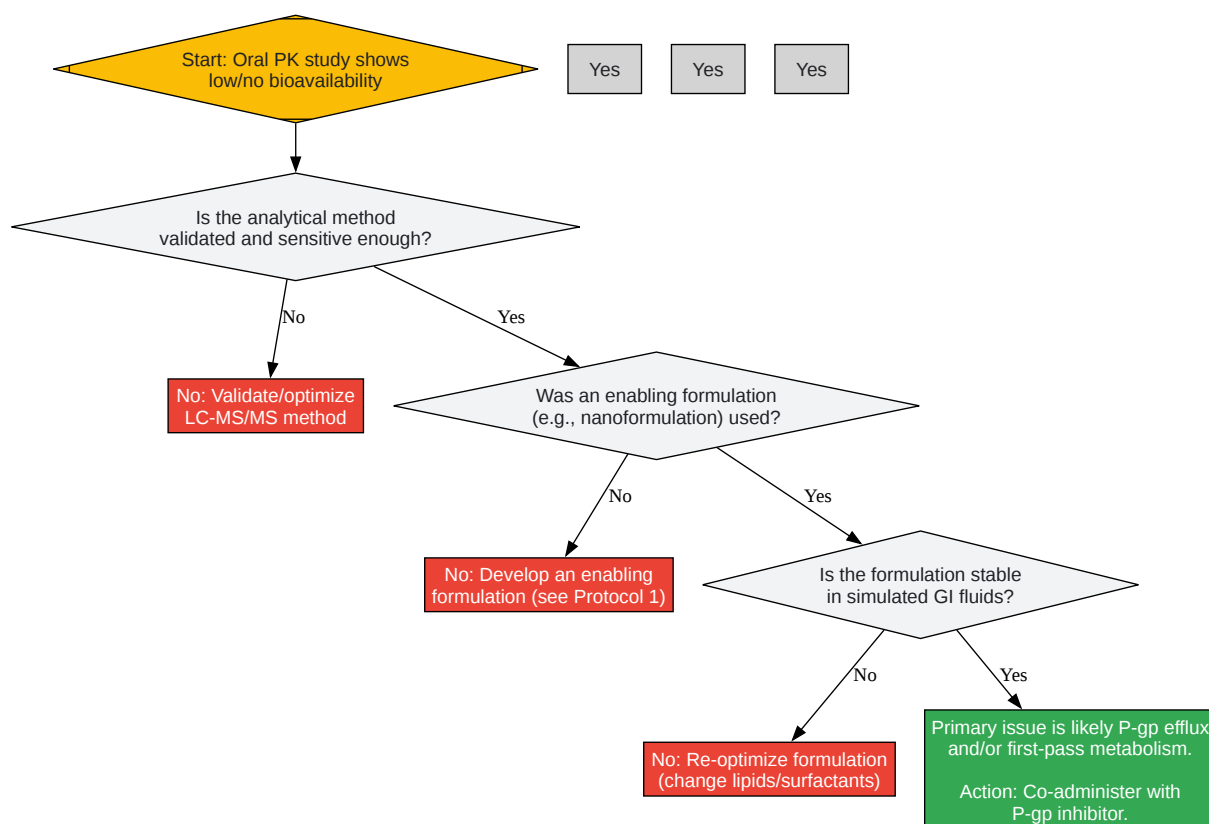 Start: Oral PK study shows
low/no bioavailability
Yes
Yes
Yes
Is the analytical method
validated and sensitive enough?
No
Yes
No: Validate/optimize
LC-MS/MS method
Was an enabling formulation
(e.g., nanoformulation) used?
No
Yes
No: Develop an enabling
formulation (see Protocol 1)
Is the formulation stable
in simulated GI fluids?
No
Yes
No: Re-optimize formulation
(change lipids/surfactants)
Primary issue is likely P-gp efflux
and/or first-pass metabolism.
Action: Co-administer with
P-gp inhibitor.